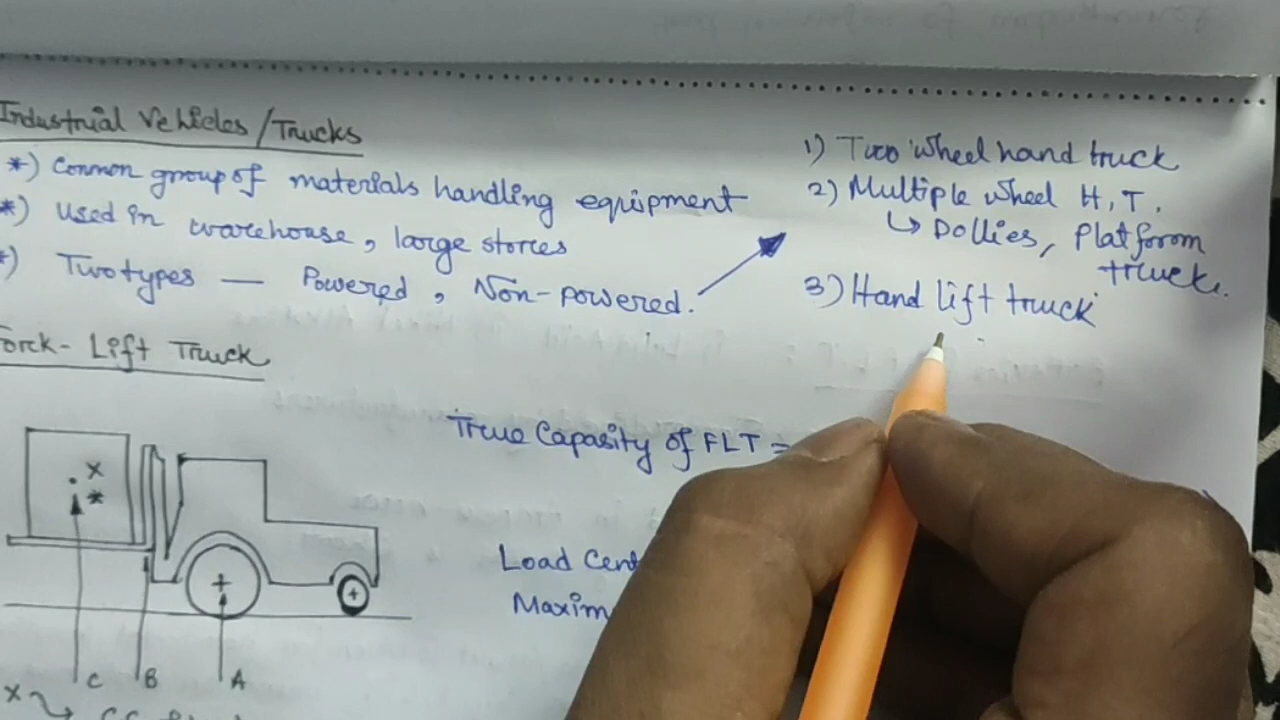 Industrial Vehicles/Trucks
*) Common group of materials handling equipment
*) Used in warehouse, large stores
*) Two types — Powered, Non-powered.
1) Two wheel hand truck
2) Multiple wheel H.T.
↳ Dollies, Platform
truck.
3) Hand lift truck
Fork-Lift Truck
True Capasity of FLT =
Load Cent
Maxim
x
*
+
+
C B A
x